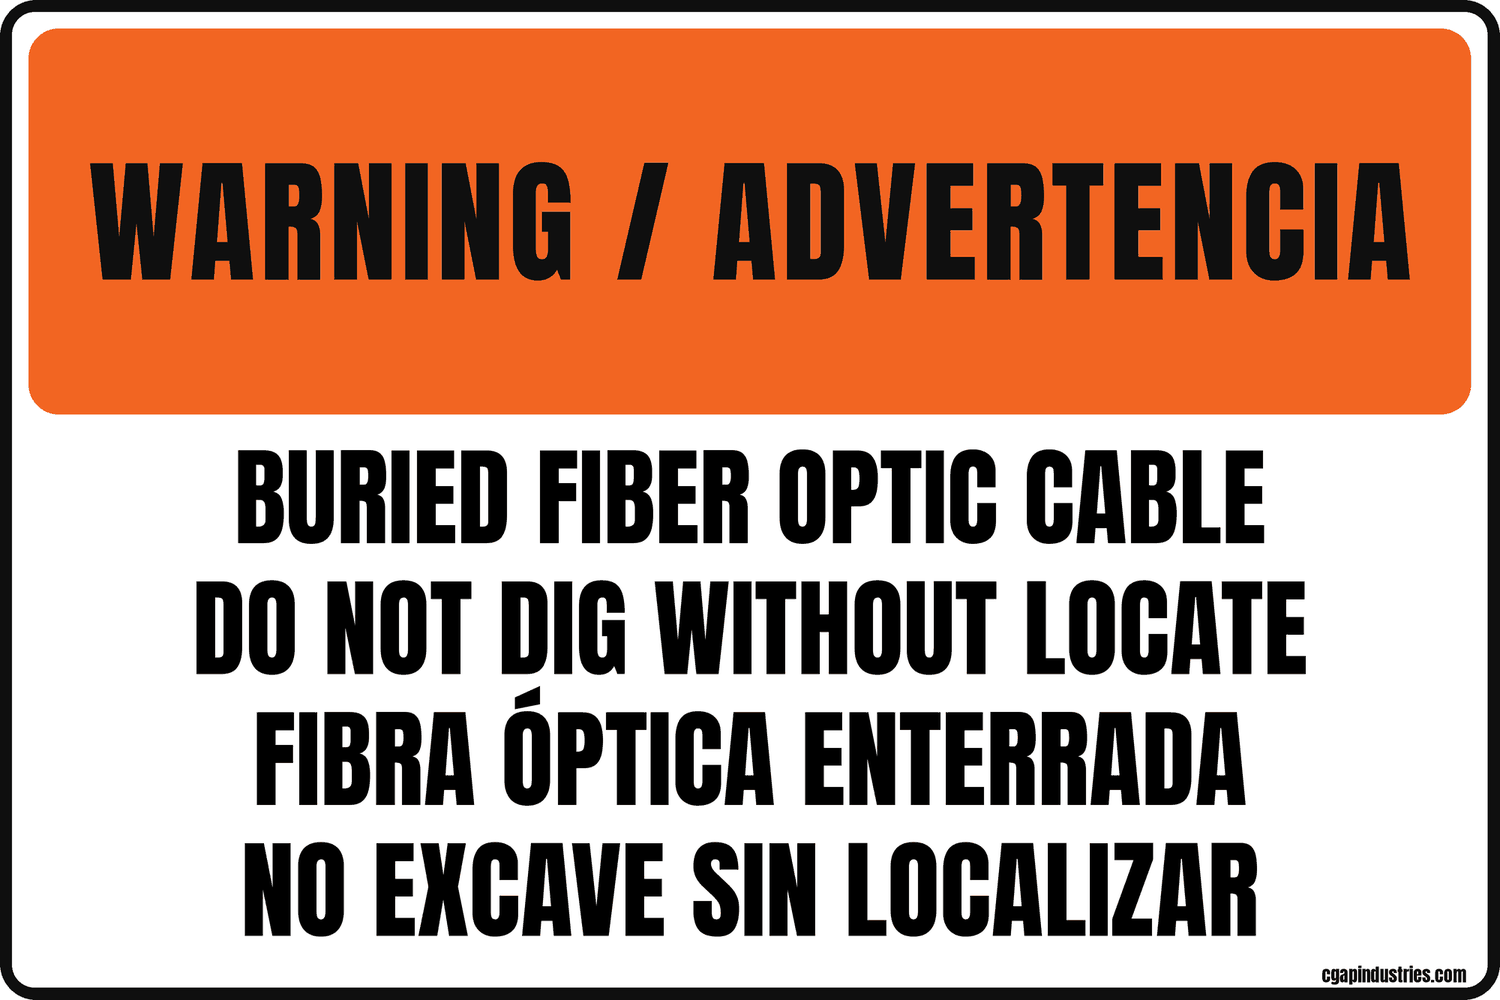 WARNING / ADVERTENCIA
BURIED FIBER OPTIC CABLE
DO NOT DIG WITHOUT LOCATE
FIBRA ÓPTICA ENTERRADA
NO EXCAVE SIN LOCALIZAR
cgapindustries.com